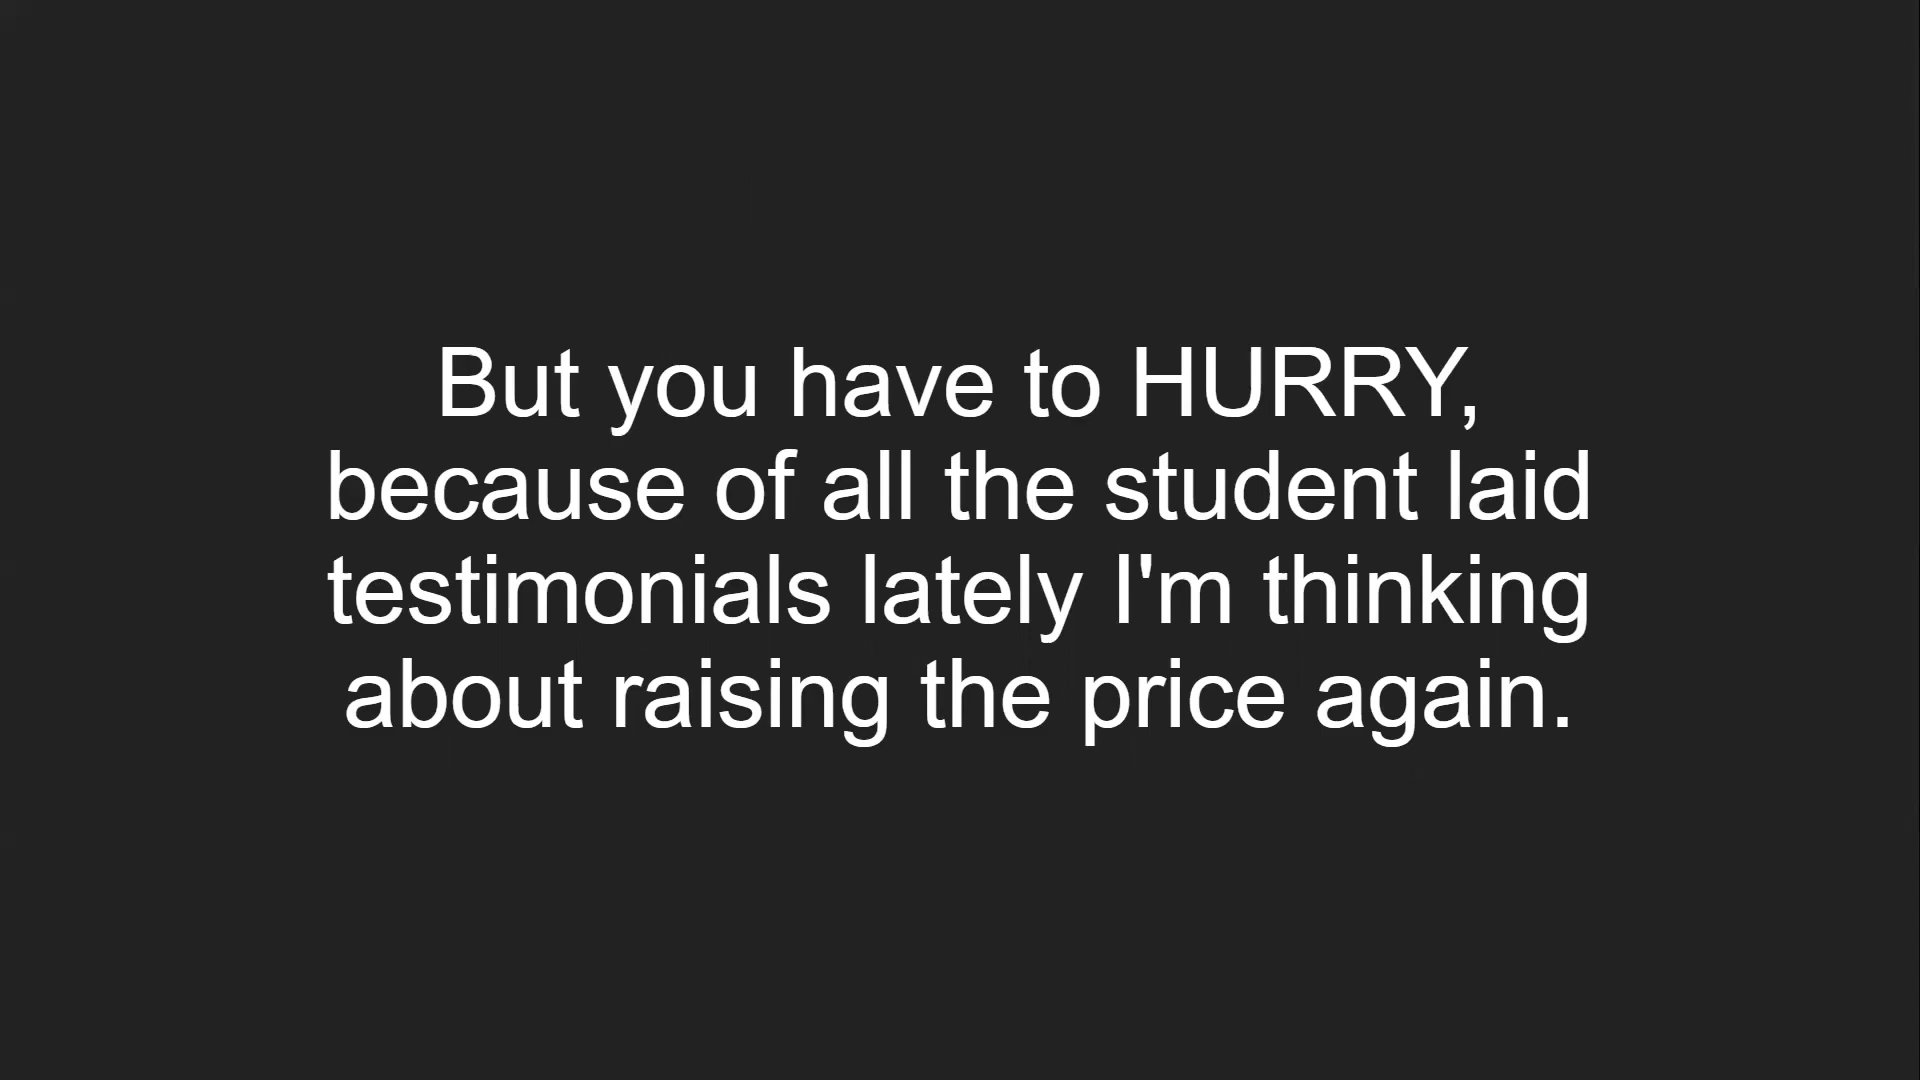 But you have to HURRY,
because of all the student laid
testimonials lately I'm thinking
about raising the price again.